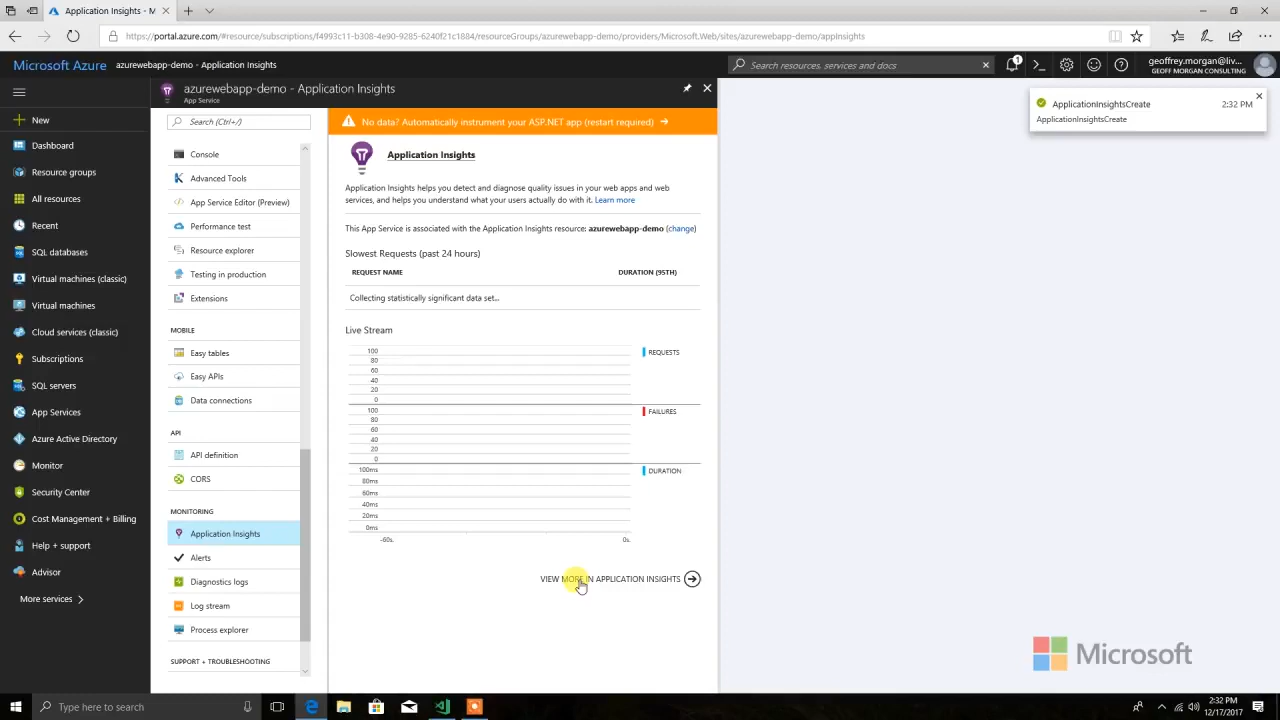 Application Insights - M
https://portal.azure.com/#resource/subscriptions/f4993c11-b308-4e90-9285-6240f21c1884/resourceGroups/azurewebapp-demo/providers/Microsoft.Web/sites/azurewebapp-demo/appInsights
Microsoft Azure
azurewebapp-demo - Application Insights
Search resources, services and docs
1
geoffrey.morgan@liv...
GEOFF MORGAN CONSULTING
azurewebapp-demo - Application Insights
App Service
ApplicationInsightsCreate
2:32 PM
ApplicationInsightsCreate
New
Dashboard
Resource groups
All resources
Recent
SQL databases
Virtual machines (classic)
Virtual machines
Cloud services (classic)
Subscriptions
SQL servers
App Services
Azure Active Directory
Monitor
Security Center
Cost Management + Billing
Help + support
Advisor
More services
Search (Ctrl+/)
Console
Advanced Tools
App Service Editor (Preview)
Performance test
Resource explorer
Testing in production
Extensions
MOBILE
Easy tables
Easy APIs
Data connections
API
API definition
CORS
MONITORING
Application Insights
Alerts
Diagnostics logs
Log stream
Process explorer
SUPPORT + TROUBLESHOOTING
No data? Automatically instrument your ASP.NET app (restart required)
Application Insights
Application Insights helps you detect and diagnose quality issues in your web apps and web
services, and helps you understand what your users actually do with it. Learn more
This App Service is associated with the Application Insights resource: azurewebapp-demo (change)
Slowest Requests (past 24 hours)
REQUEST NAME DURATION (95TH)
Collecting statistically significant data set...
Live Stream
100
80
60
40
20
0
REQUESTS
100
80
60
40
20
0
FAILURES
100ms
80ms
60ms
40ms
20ms
0ms
DURATION
-60s. 0s.
VIEW MORE IN APPLICATION INSIGHTS
Microsoft
Type here to search
2:32 PM
12/17/2017